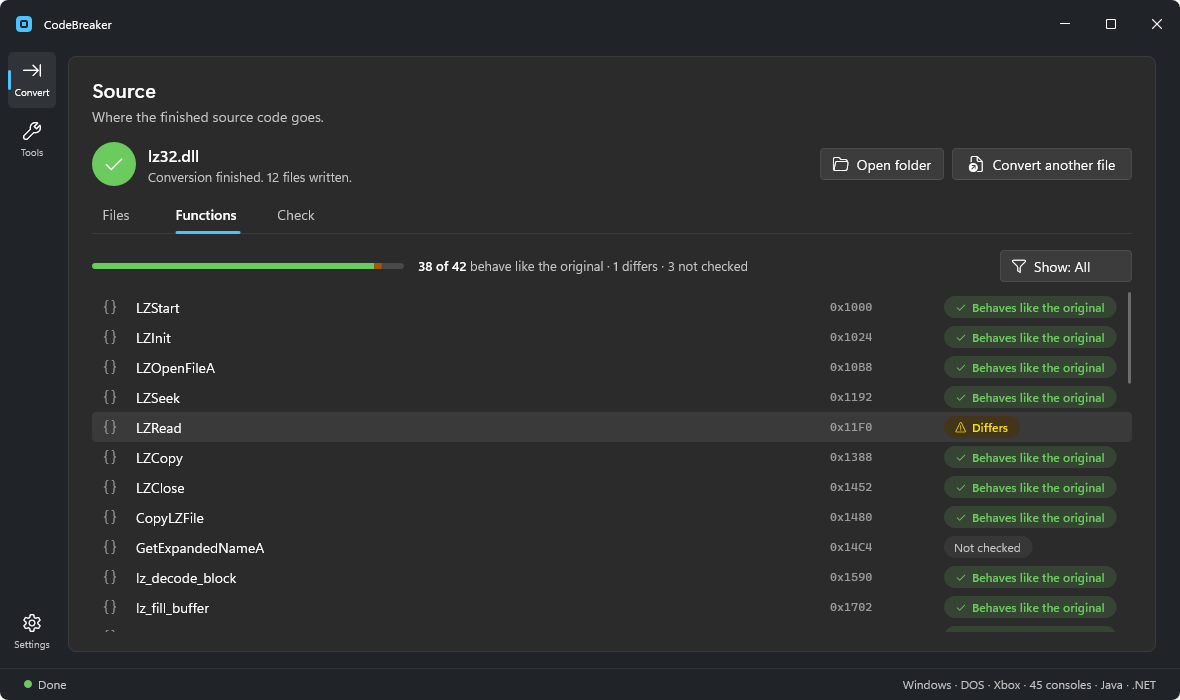 CodeBreaker
Convert
Tools
Source
Where the finished source code goes.
lz32.dll
Conversion finished. 12 files written.
Open folder
Convert another file
Files Functions Check
38 of 42 behave like the original · 1 differs · 3 not checked
Show: All
{} LZStart 0x1000 Behaves like the original
{} LZInit 0x1024 Behaves like the original
{} LZOpenFileA 0x10B8 Behaves like the original
{} LZSeek 0x1192 Behaves like the original
{} LZRead 0x11F0 Differs
{} LZCopy 0x1388 Behaves like the original
{} LZClose 0x1452 Behaves like the original
{} CopyLZFile 0x1480 Behaves like the original
{} GetExpandedNameA 0x14C4 Not checked
{} lz_decode_block 0x1590 Behaves like the original
{} lz_fill_buffer 0x1702 Behaves like the original
Settings
Done
Windows · DOS · Xbox · 45 consoles · Java · .NET